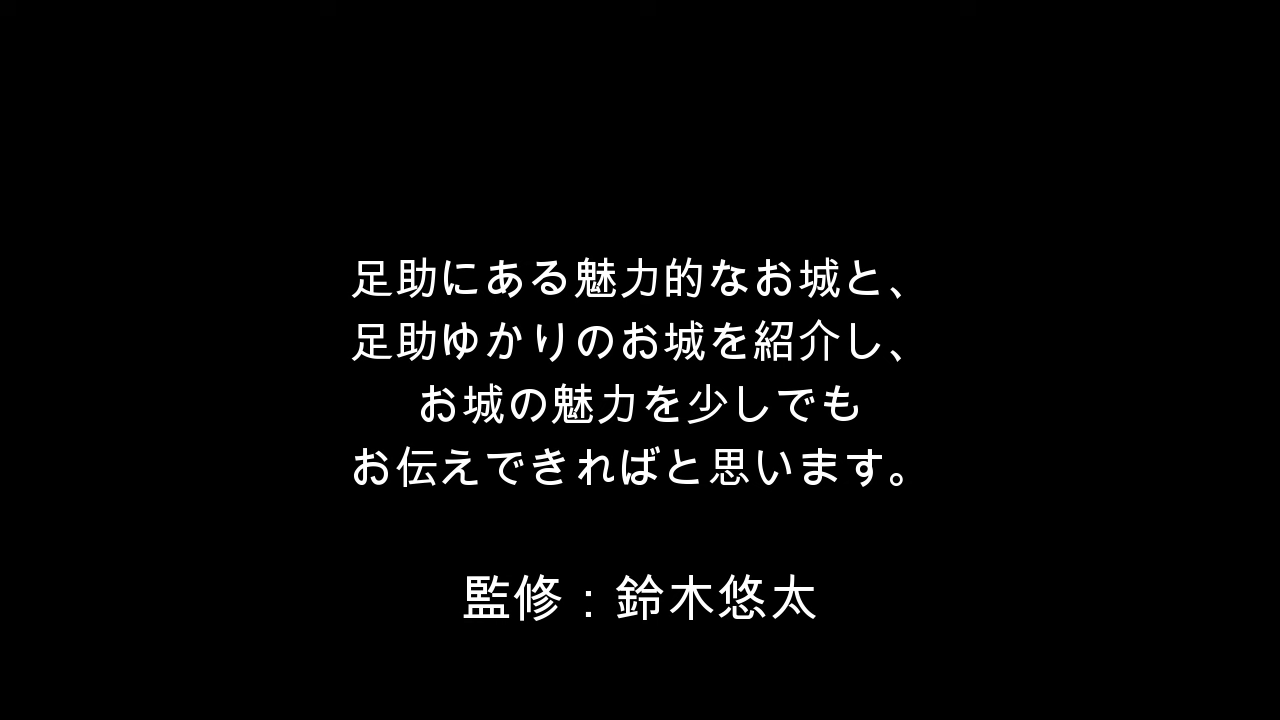 足助にある魅力的なお城と、
足助ゆかりのお城を紹介し、
お城の魅力を少しでも
お伝えできればと思います。
監修：鈴木悠太